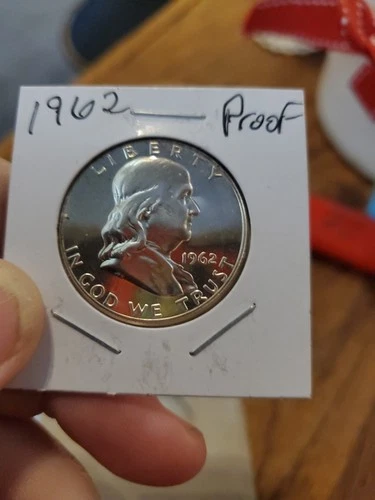 1962 — Proof
LIBERTY
1962
IN GOD WE TRUST